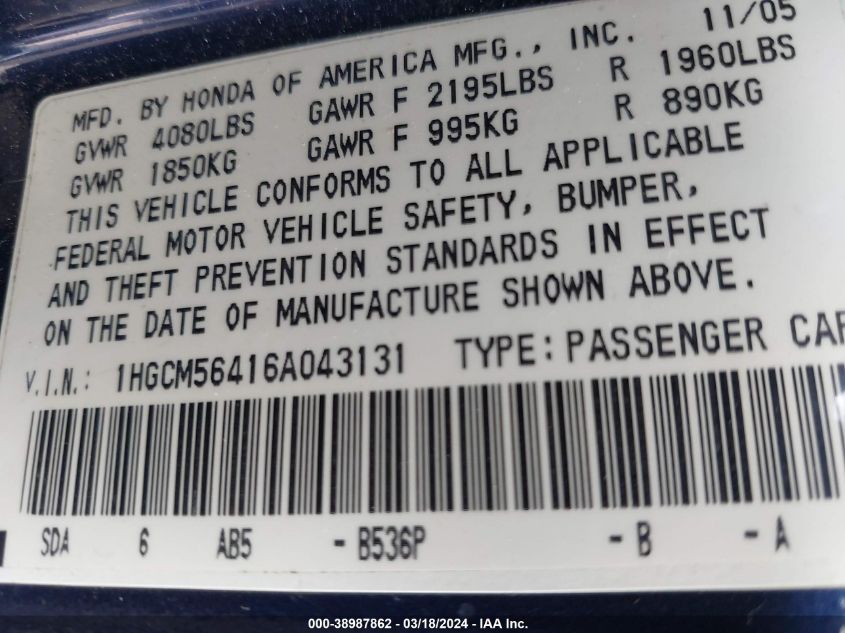 MFD. BY HONDA OF AMERICA MFG., INC. 11/05
GVWR 4080LBS GAWR F 2195LBS R 1960LBS
GVWR 1850KG GAWR F 995KG R 890KG
THIS VEHICLE CONFORMS TO ALL APPLICABLE
FEDERAL MOTOR VEHICLE SAFETY, BUMPER,
AND THEFT PREVENTION STANDARDS IN EFFECT
ON THE DATE OF MANUFACTURE SHOWN ABOVE.
V.I.N.: 1HGCM56416A043131 TYPE: PASSENGER CAR
SDA 6 AB5 - B536P - B - A
000-38987862 — 03/18/2024 — IAA Inc.